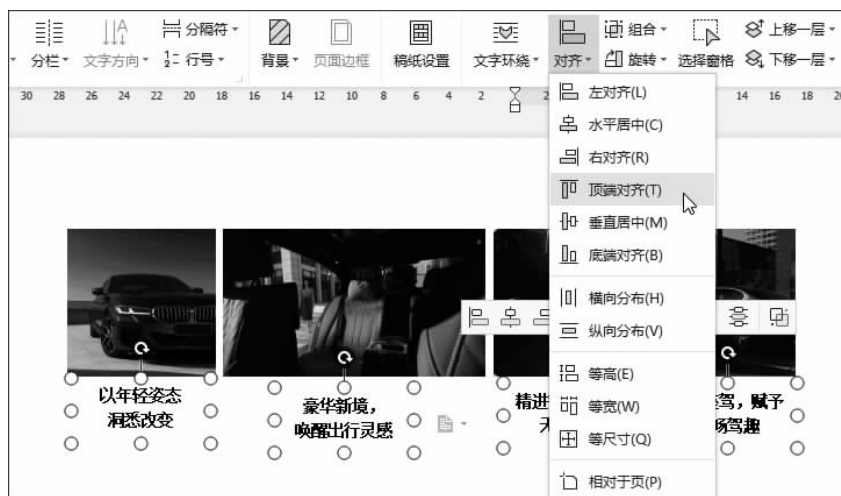 分隔符 组合 上移一层
分栏 文字方向 行号 背景 页面边框 稿纸设置 文字环绕 对齐 旋转 选择窗格 下移一层
30 28 26 24 22 20 18 16 14 12 10 8 6 4 2 2 14 16 18 20
左对齐(L)
水平居中(C)
右对齐(R)
顶端对齐(T)
垂直居中(M)
底端对齐(B)
横向分布(H)
纵向分布(V)
等高(E)
等宽(W)
等尺寸(Q)
相对于页(P)
以年轻姿态
洞悉改变
豪华新境，
唤醒出行灵感
精进
驾，赋予
驾趣